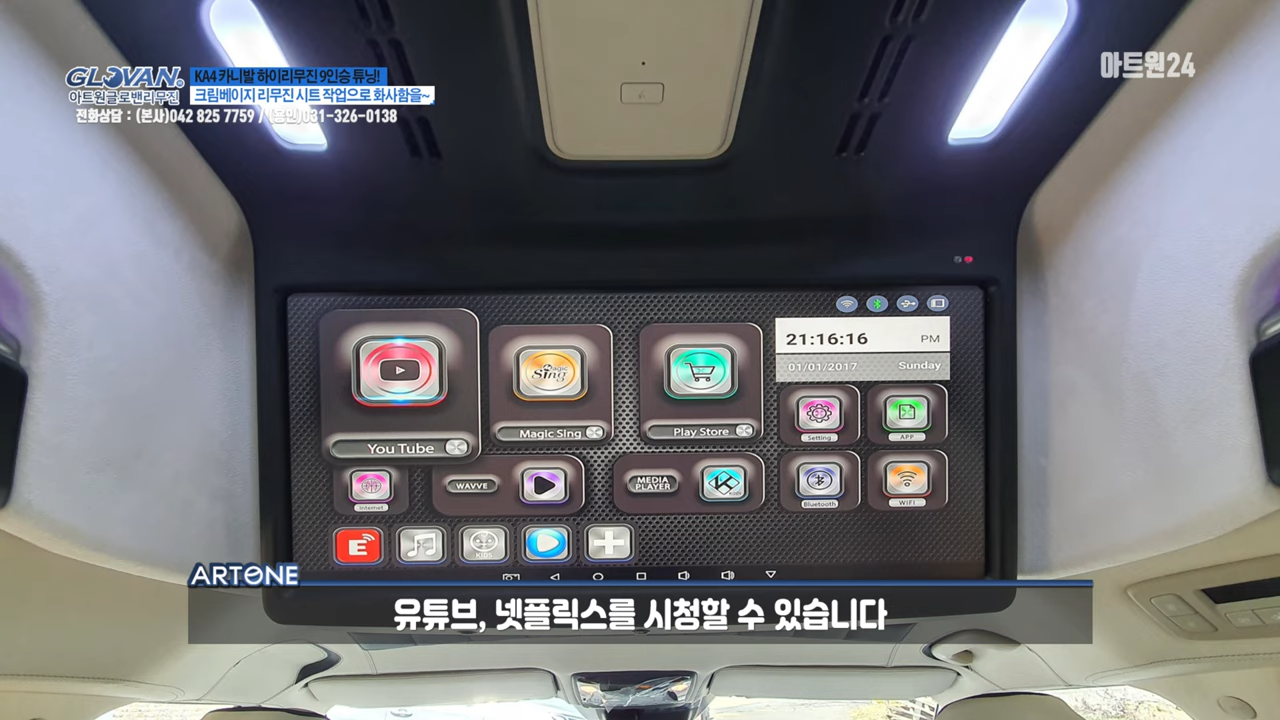 GLOVAN
아트원글로밴리무진
KA4 카니발 하이리무진 9인승 튜닝!
크림베이지 리무진 시트 작업으로 화사함을~
전화상담 : (본사)042 825 7759 / (용인)031-326-0138
아트원24
21:16:16 PM
01/01/2017 Sunday
You Tube
Magic Sing
Magic Sing
Play Store
Setting
APP
Internet
WAVVE
MEDIA PLAYER
KODI
Bluetooth
WIFI
E
KIDS
ARTONE
유튜브, 넷플릭스를 시청할 수 있습니다